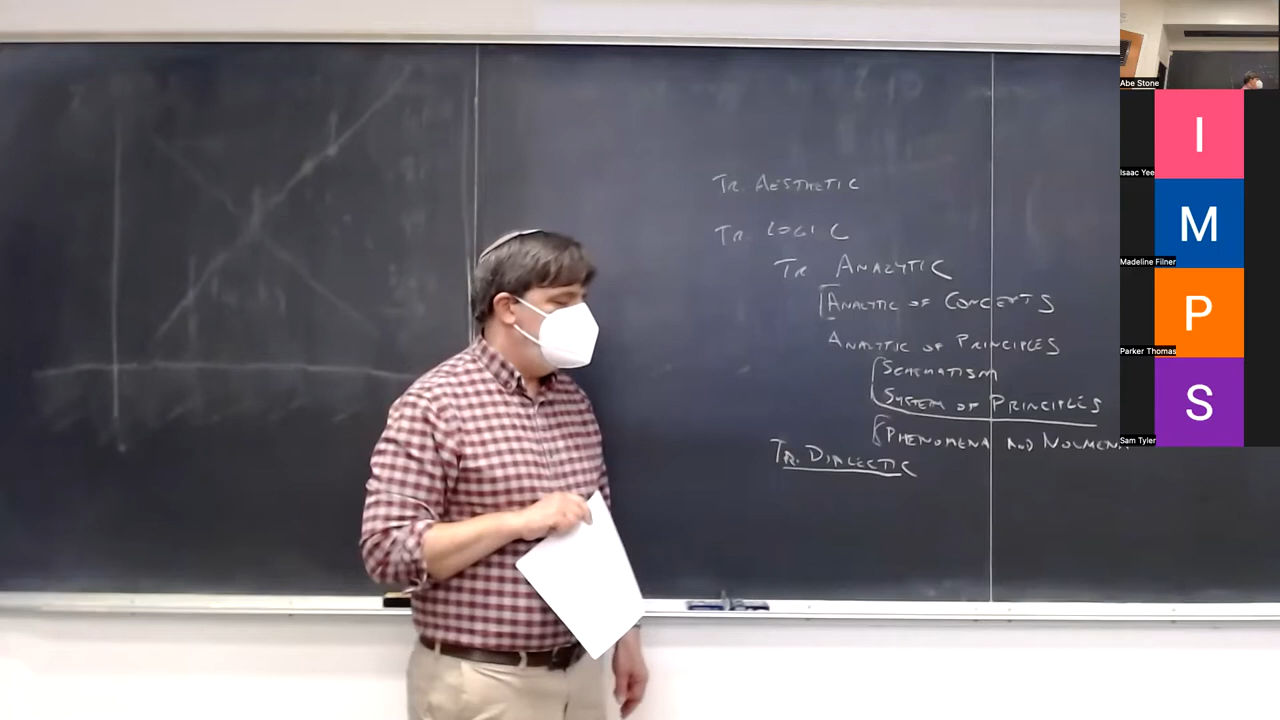 Tr. Aesthetic
Tr. Logic
Tr Analytic
Analytic of Concepts
Analytic of Principles
Schematism
System of Principles
Phenomena and Noumena
Tr. Dialectic
Abe Stone
I
Isaac Yee
M
Madeline Filner
P
Parker Thomas
S
Sam Tyler